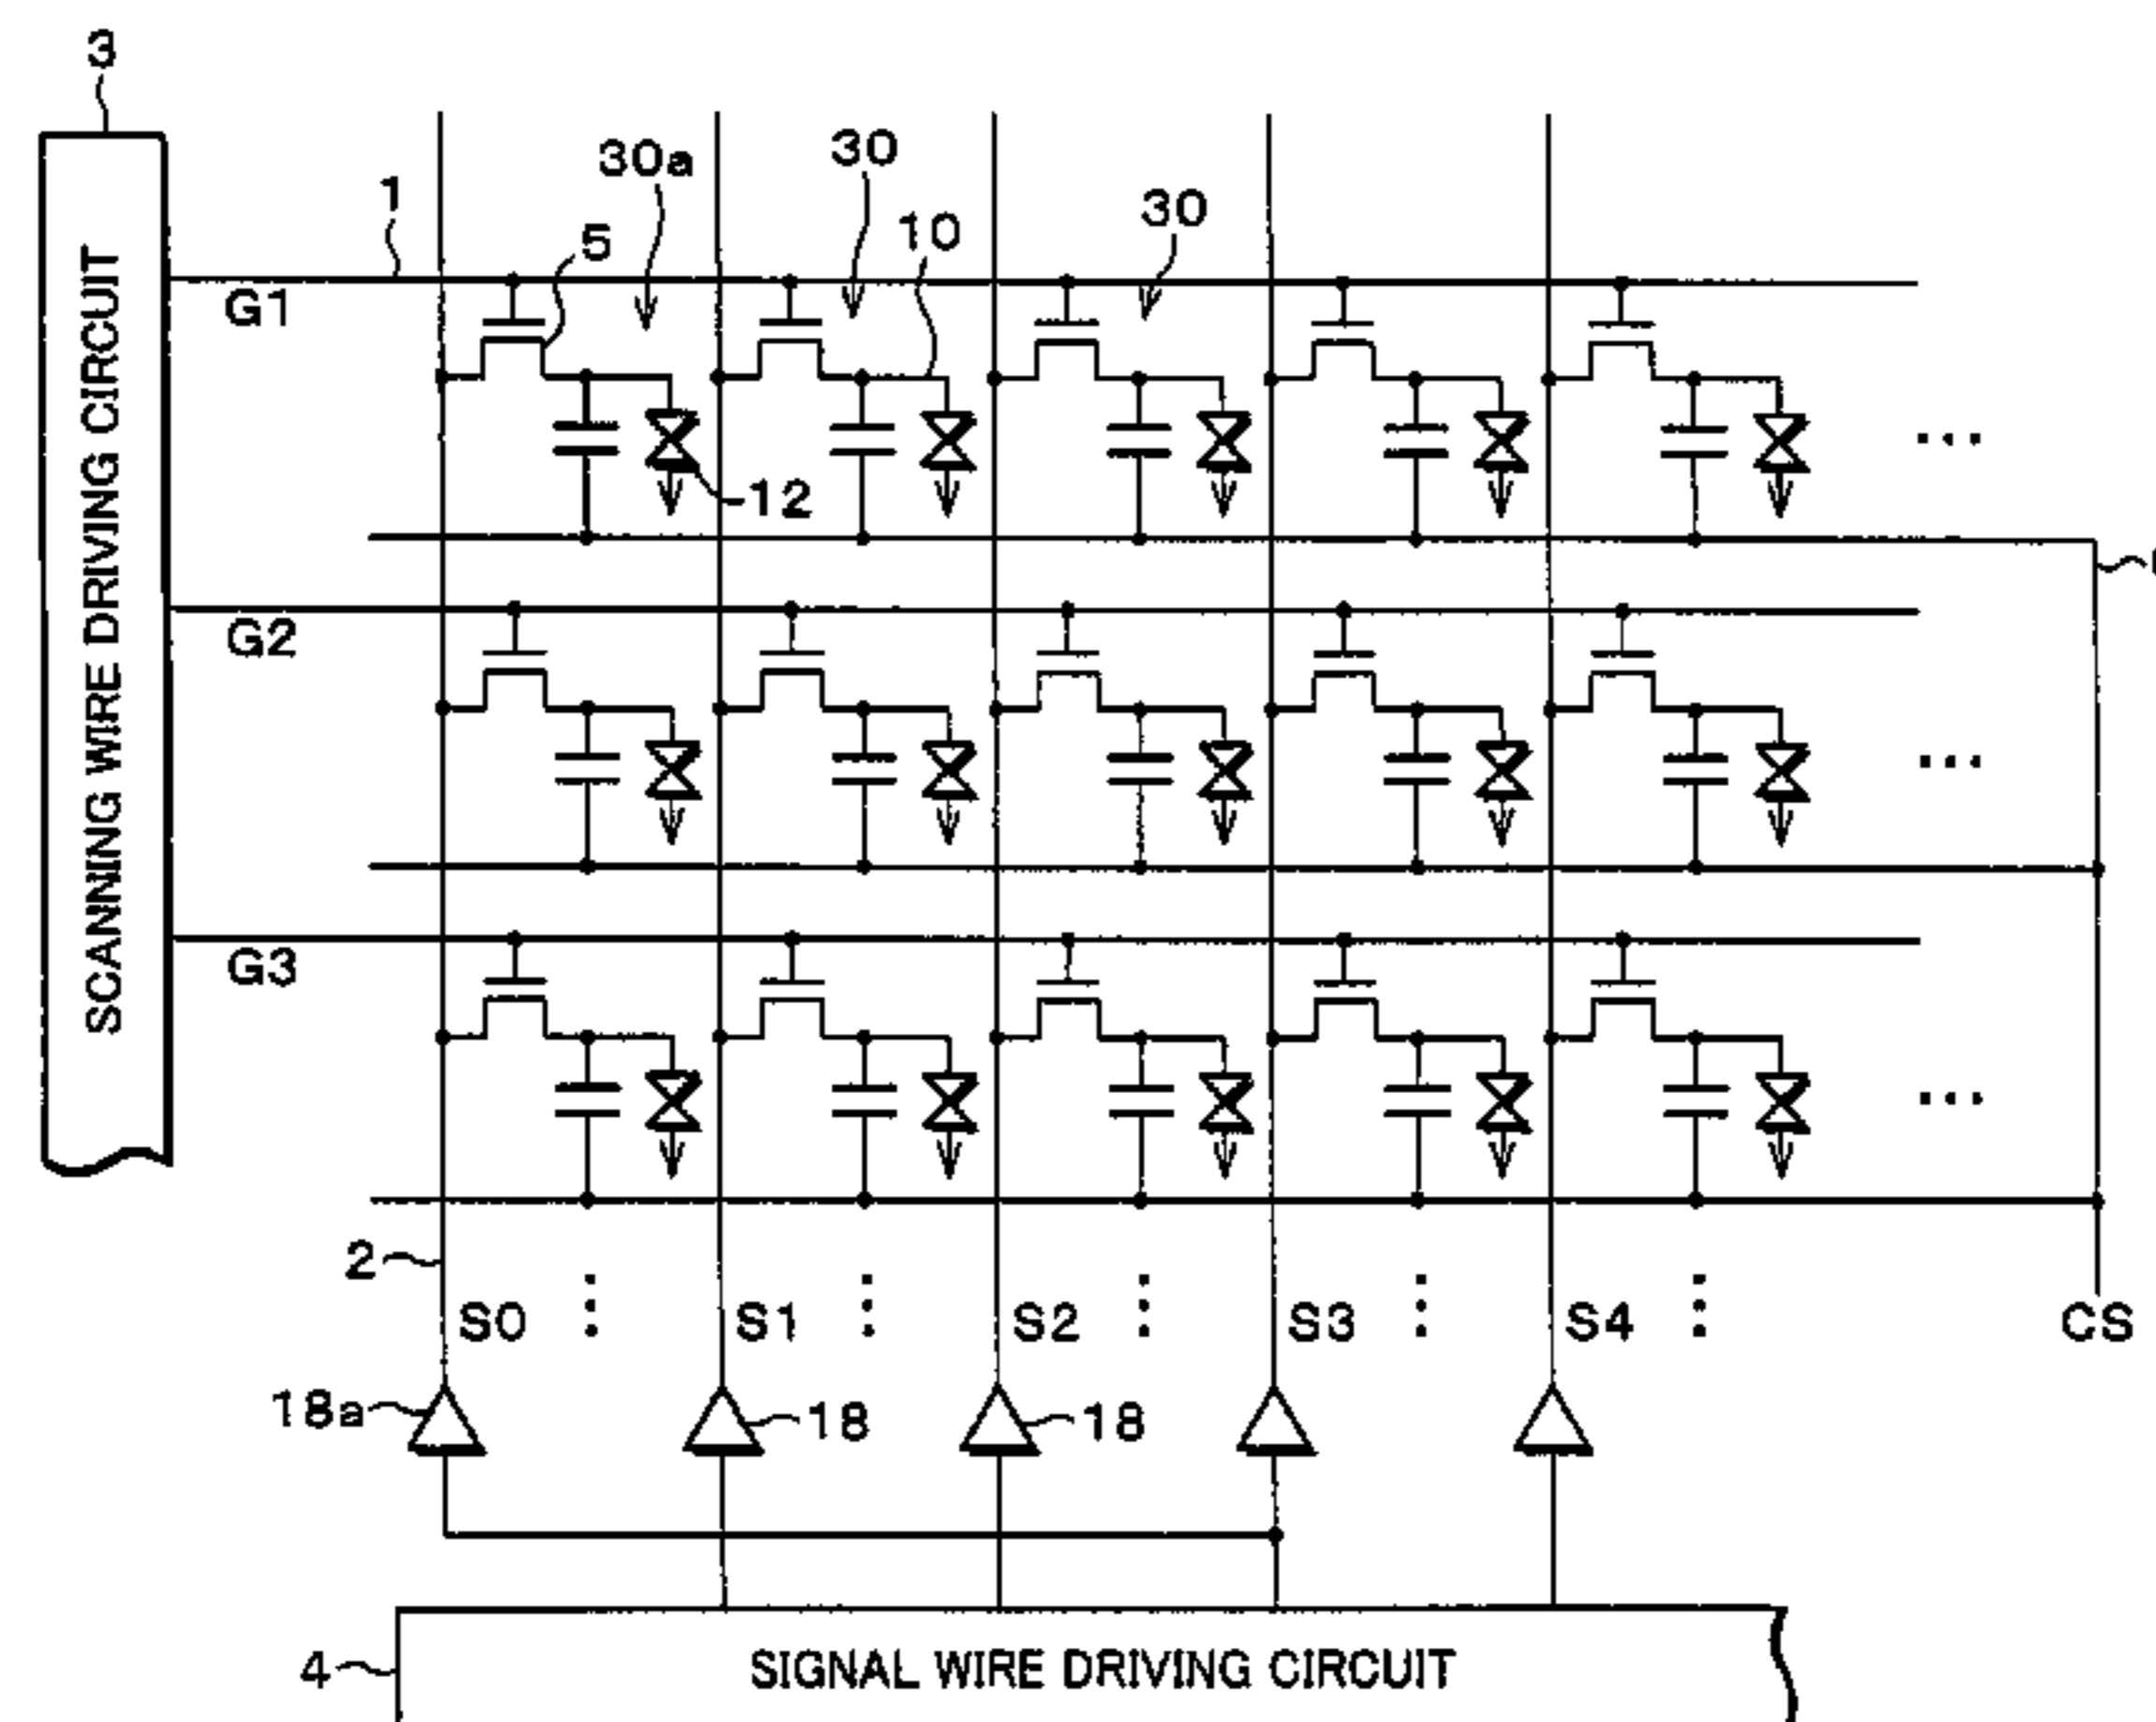 3
30a
30
30
1
5
10
G1
12
SCANNING WIRE DRIVING CIRCUIT
G2
G3
2
S0
S1
S2
S3
S4
CS
18a
18
18
4
SIGNAL WIRE DRIVING CIRCUIT